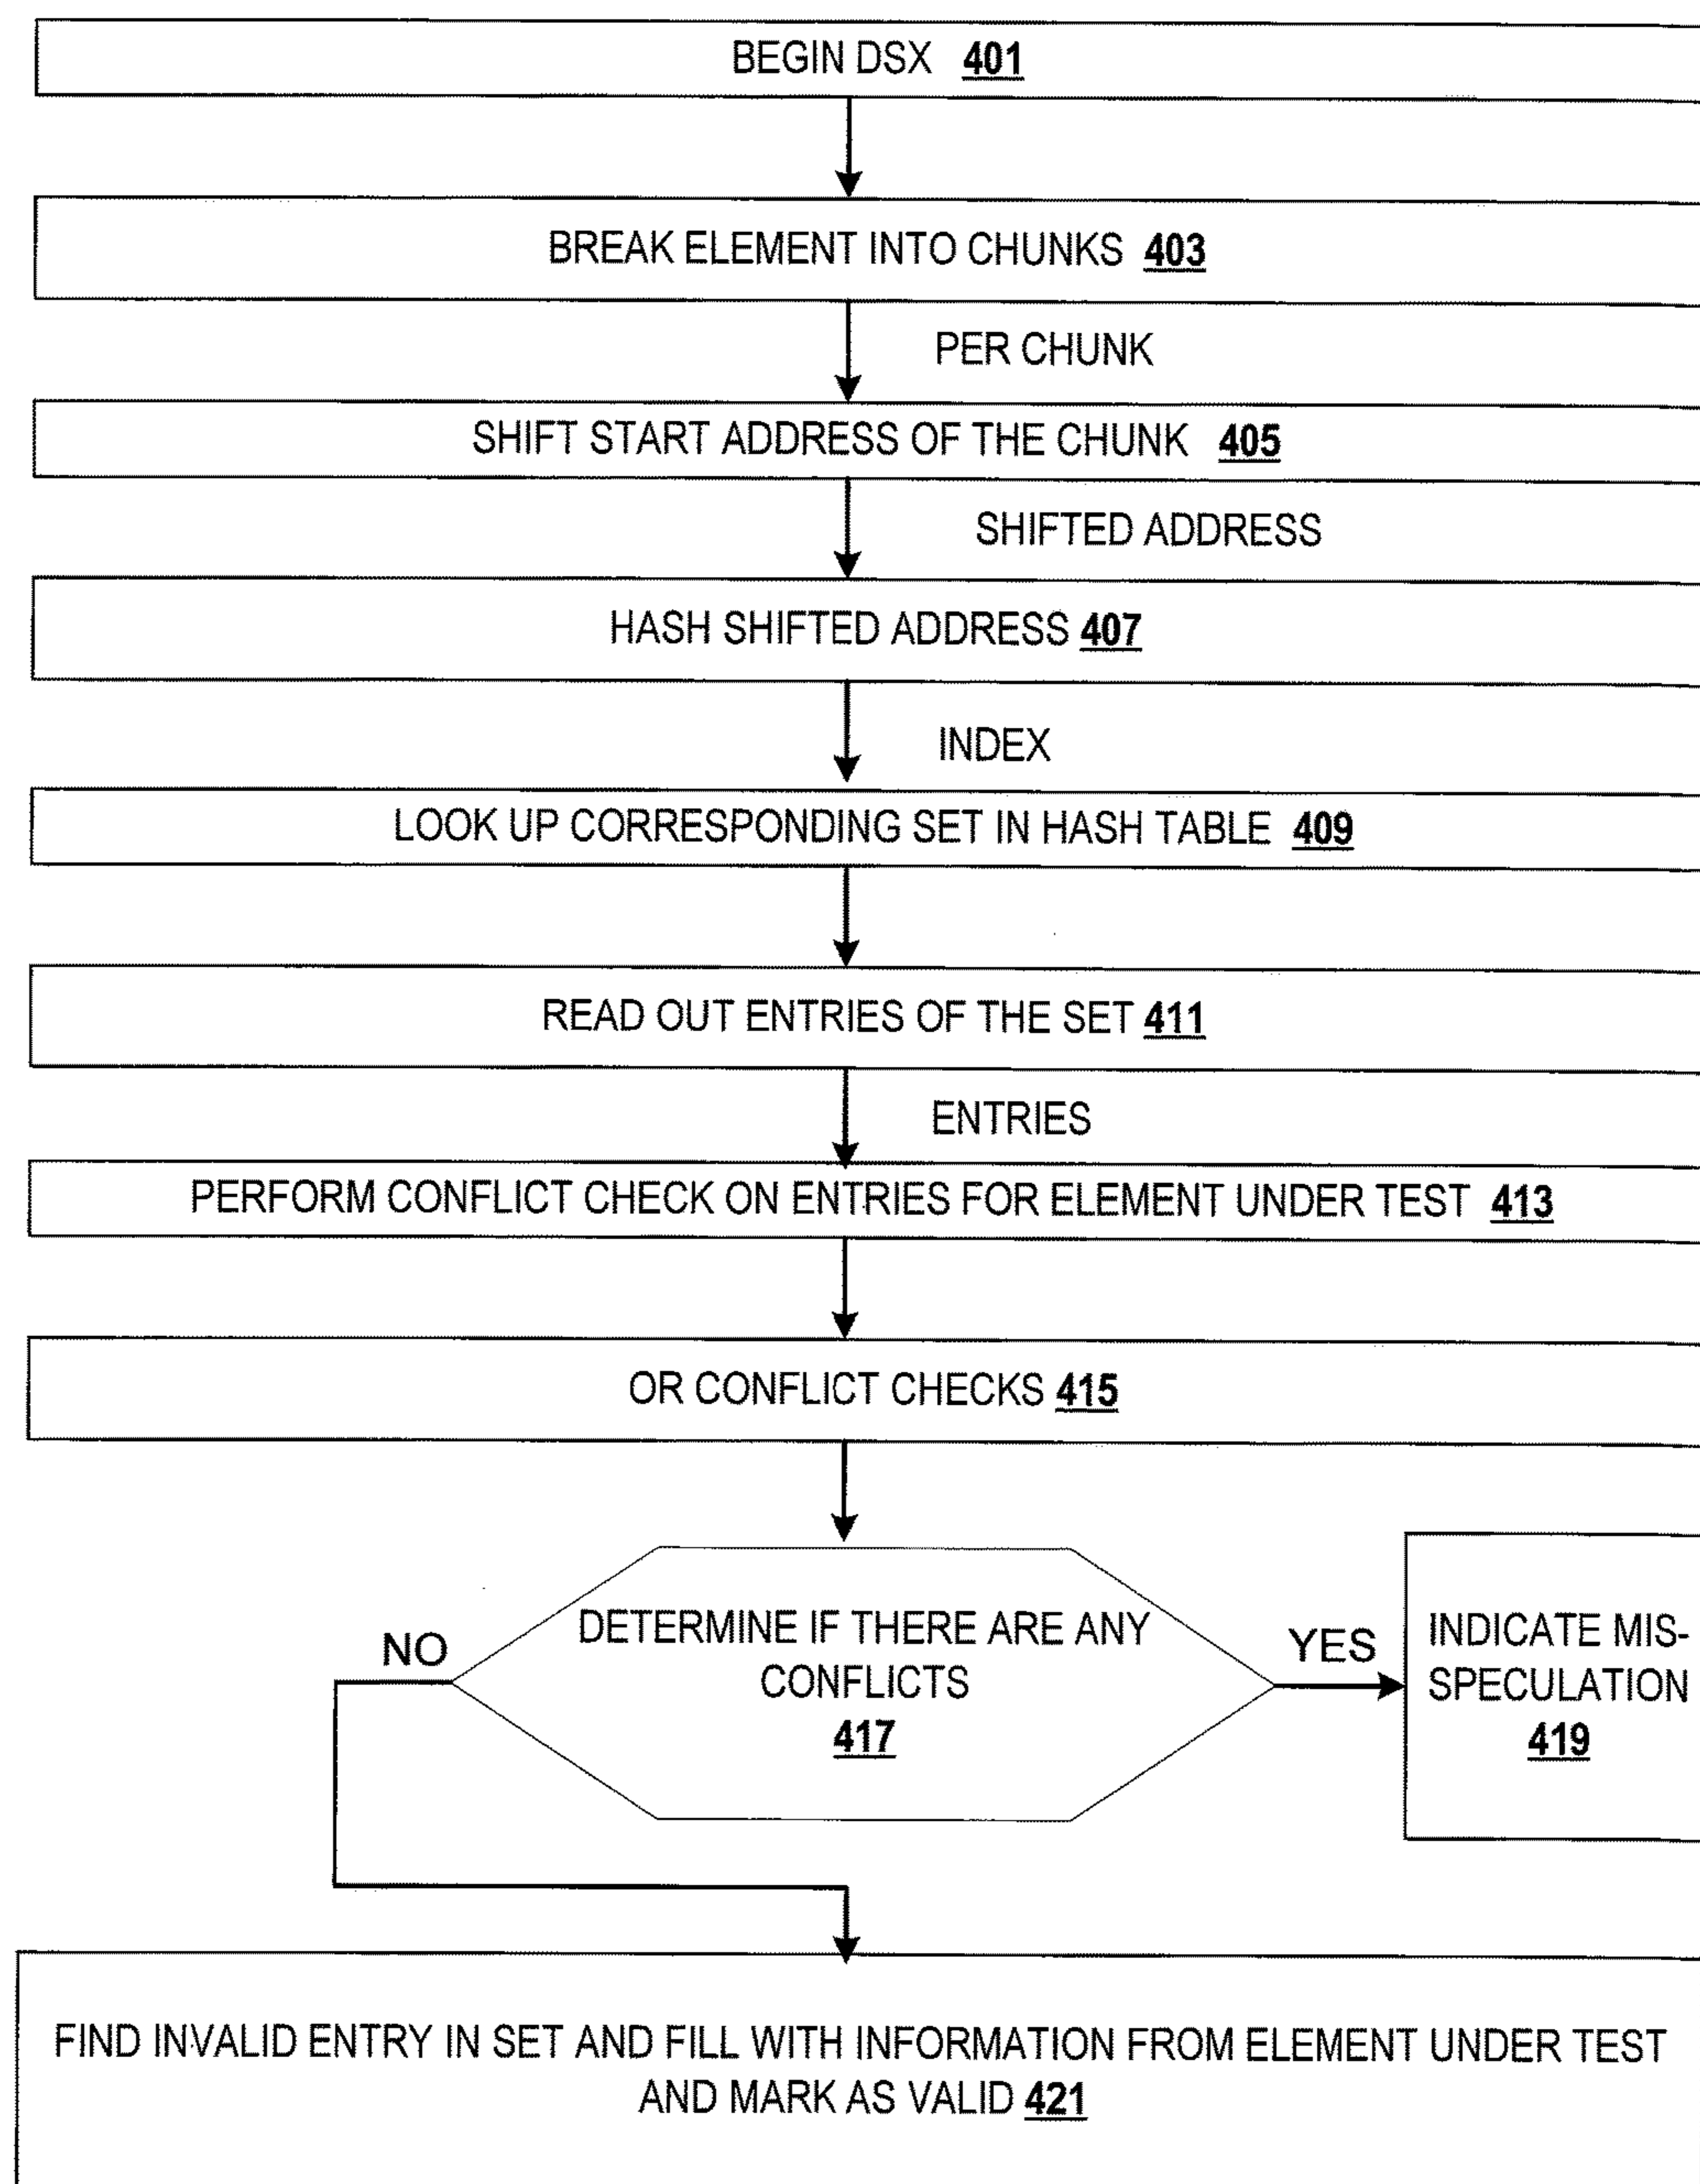 BEGIN DSX 401
BREAK ELEMENT INTO CHUNKS 403
PER CHUNK
SHIFT START ADDRESS OF THE CHUNK 405
SHIFTED ADDRESS
HASH SHIFTED ADDRESS 407
INDEX
LOOK UP CORRESPONDING SET IN HASH TABLE 409
READ OUT ENTRIES OF THE SET 411
ENTRIES
PERFORM CONFLICT CHECK ON ENTRIES FOR ELEMENT UNDER TEST 413
OR CONFLICT CHECKS 415
DETERMINE IF THERE ARE ANY
CONFLICTS
417
NO
YES
INDICATE MIS-
SPECULATION
419
FIND INVALID ENTRY IN SET AND FILL WITH INFORMATION FROM ELEMENT UNDER TEST
AND MARK AS VALID 421